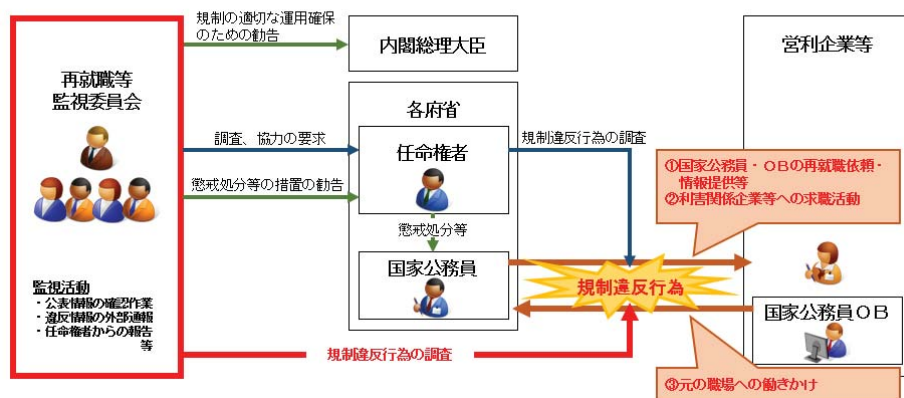 規制の適切な運用確保
のための勧告
内閣総理大臣
営利企業等
再就職等
監視委員会
各府省
調査、協力の要求
任命権者
規制違反行為の調査
①国家公務員・ＯＢの再就職依頼・
情報提供等
②利害関係企業等への求職活動
懲戒処分等の措置の勧告
懲戒処分等
国家公務員
規制違反行為
国家公務員ＯＢ
監視活動
・公表情報の確認作業
・違反情報の外部通報
・任命権者からの報告
等
規制違反行為の調査
③元の職場への働きかけ